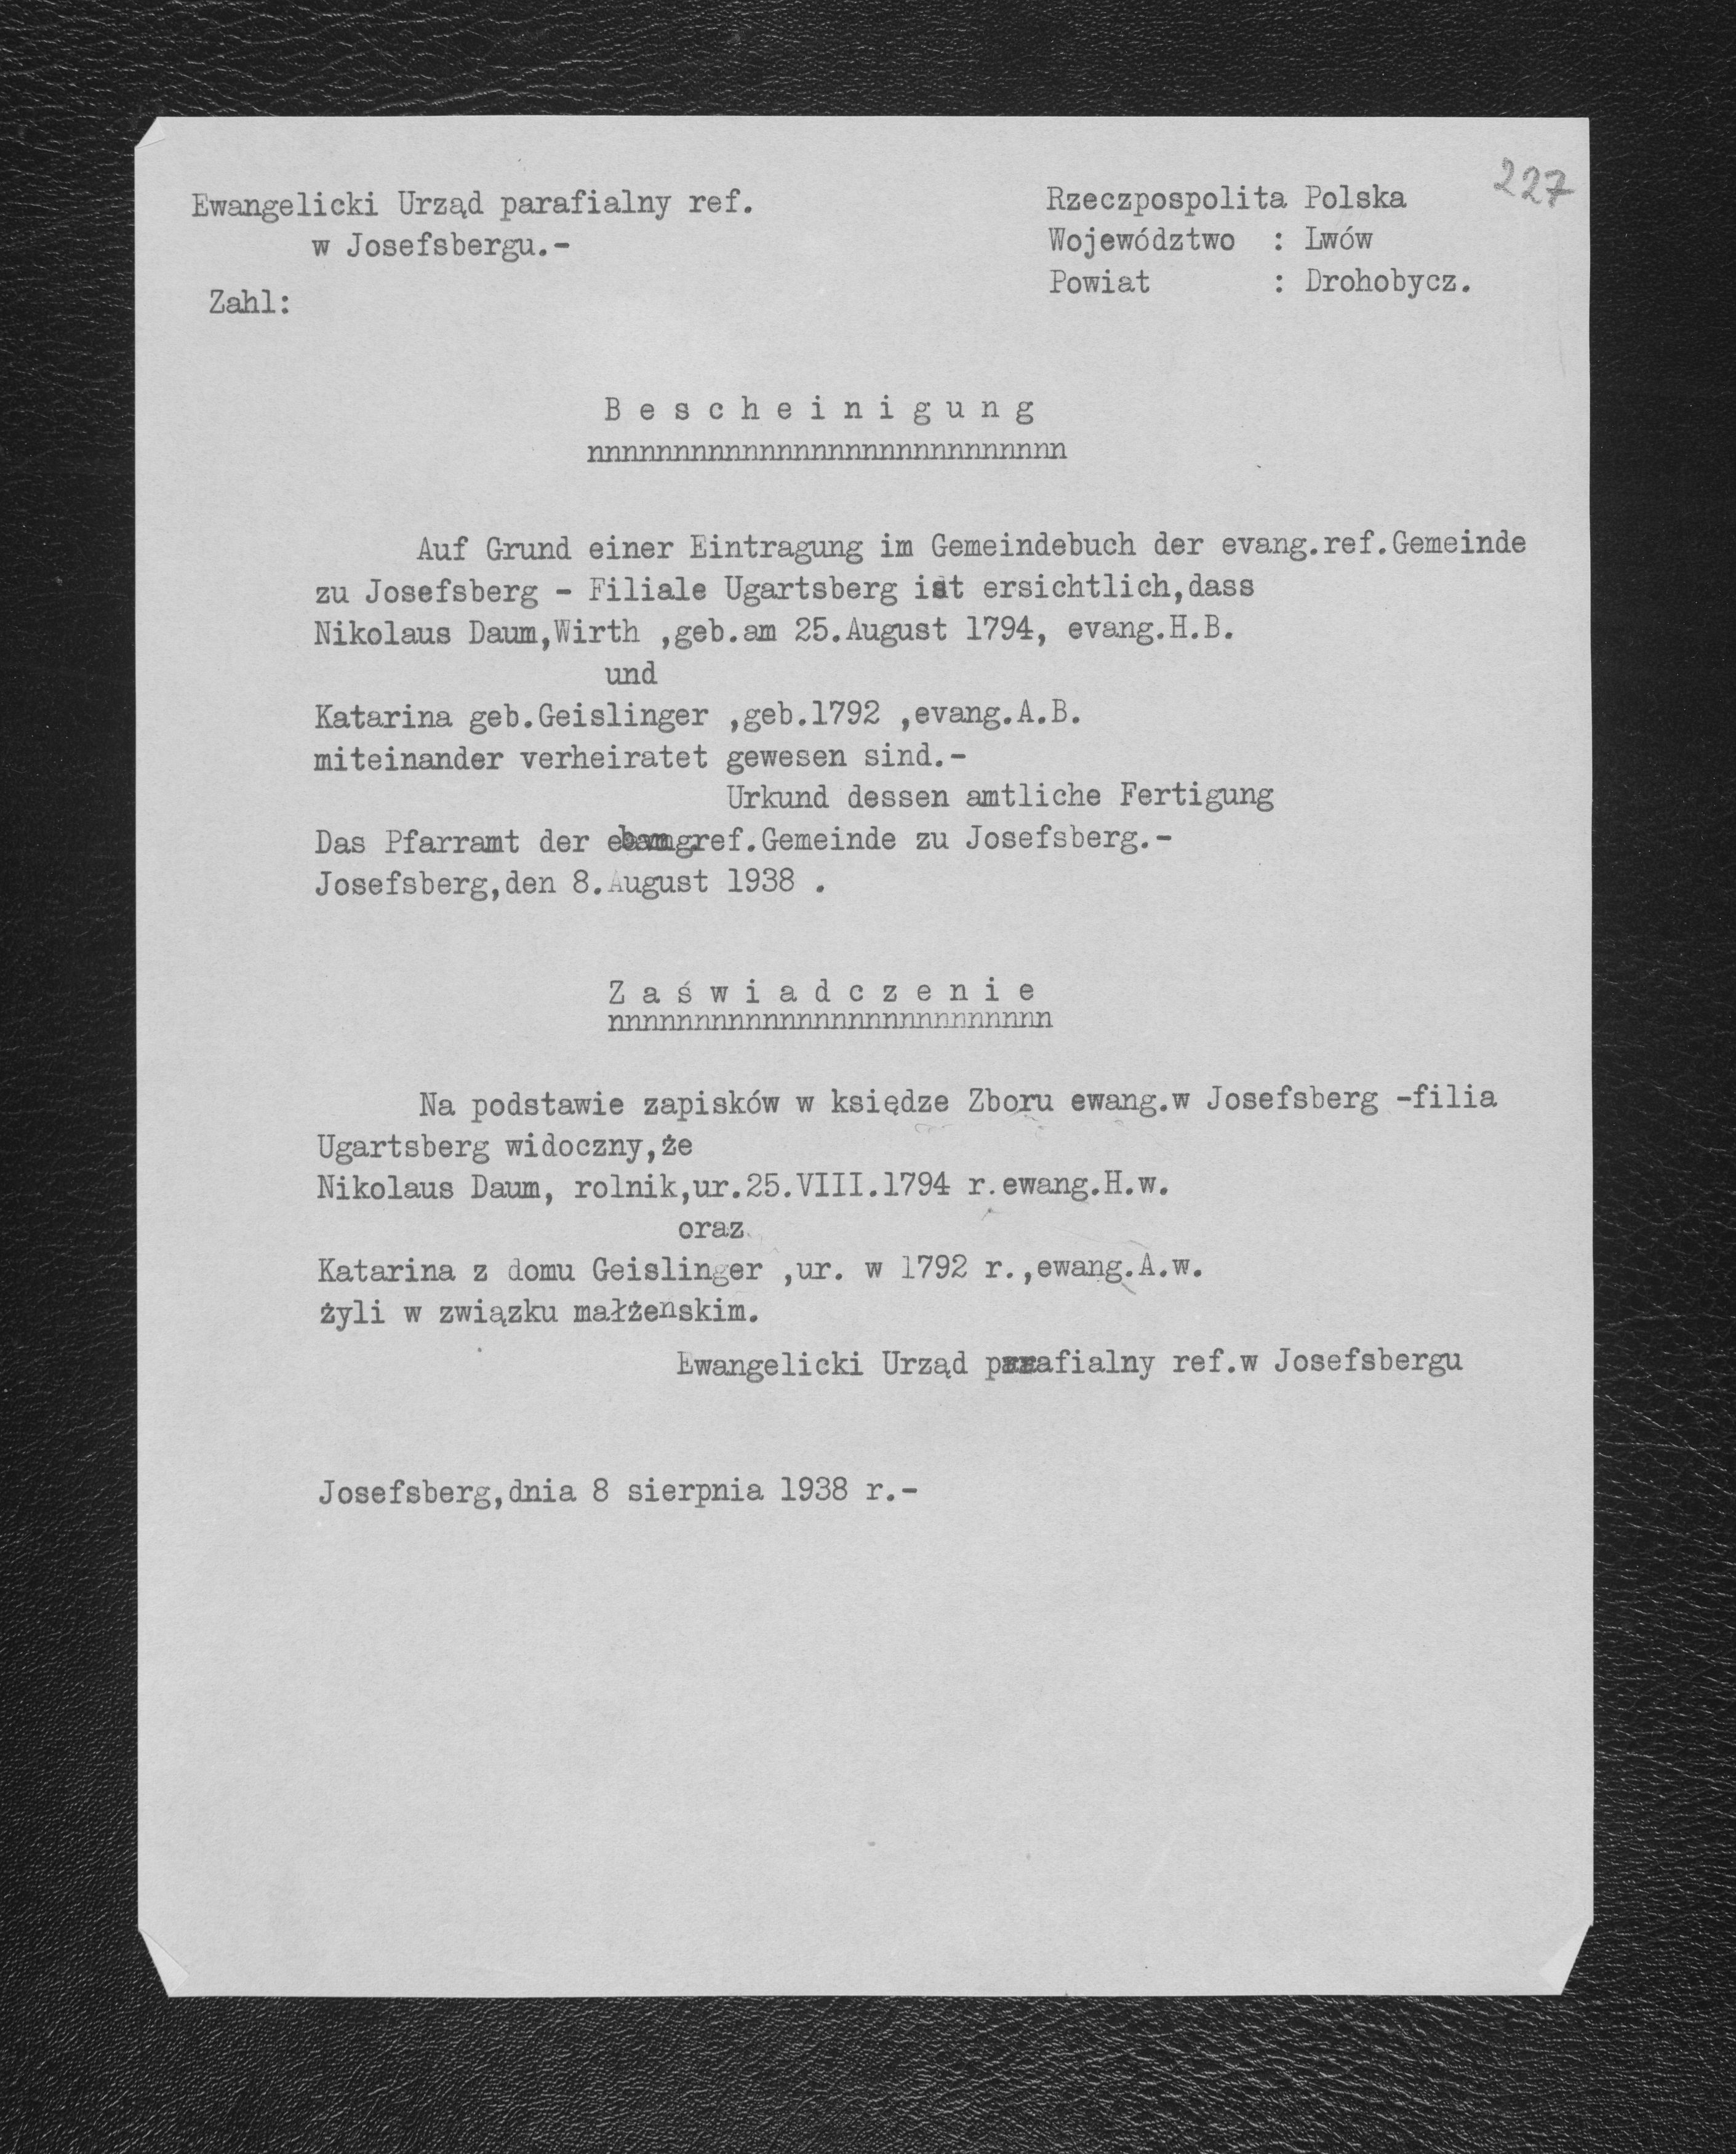 227
Ewangelicki Urząd parafialny ref.
w Josefsbergu.-
Zahl:
Rzeczpospolita Polska
Województwo : Lwów
Powiat : Drohobycz.
B e s c h e i n i g u n g
nnnnnnnnnnnnnnnnnnnnnnnnnnnn
Auf Grund einer Eintragung im Gemeindebuch der evang.ref.Gemeinde
zu Josefsberg - Filiale Ugartsberg ist ersichtlich,dass
Nikolaus Daum,Wirth ,geb.am 25.August 1794, evang.H.B.
und
Katarina geb.Geislinger ,geb.1792 ,evang.A.B.
miteinander verheiratet gewesen sind.-
Urkund dessen amtliche Fertigung
Das Pfarramt der ref.Gemeinde zu Josefsberg.-
Josefsberg,den 8.August 1938 .
Z a ś w i a d c z e n i e
nnnnnnnnnnnnnnnnnnnnnnnnnn
Na podstawie zapisków w księdze Zboru ewang.w Josefsberg -filia
Ugartsberg widoczny,że
Nikolaus Daum, rolnik,ur.25.VIII.1794 r.ewang.H.w.
oraz
Katarina z domu Geislinger ,ur. w 1792 r.,ewang.A.w.
żyli w związku małżenskim.
Ewangelicki Urząd parafialny ref.w Josefsbergu
Josefsberg,dnia 8 sierpnia 1938 r.-